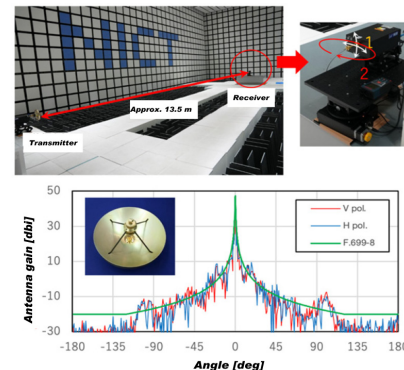 NICT
1
2
Approx. 13.5 m
Receiver
Transmitter
50
30
10
-10
-30
Antenna gain [dbi]
V pol.
H pol.
F.699-8
-180 -135 -90 -45 0 45 90 135 180
Angle [deg]